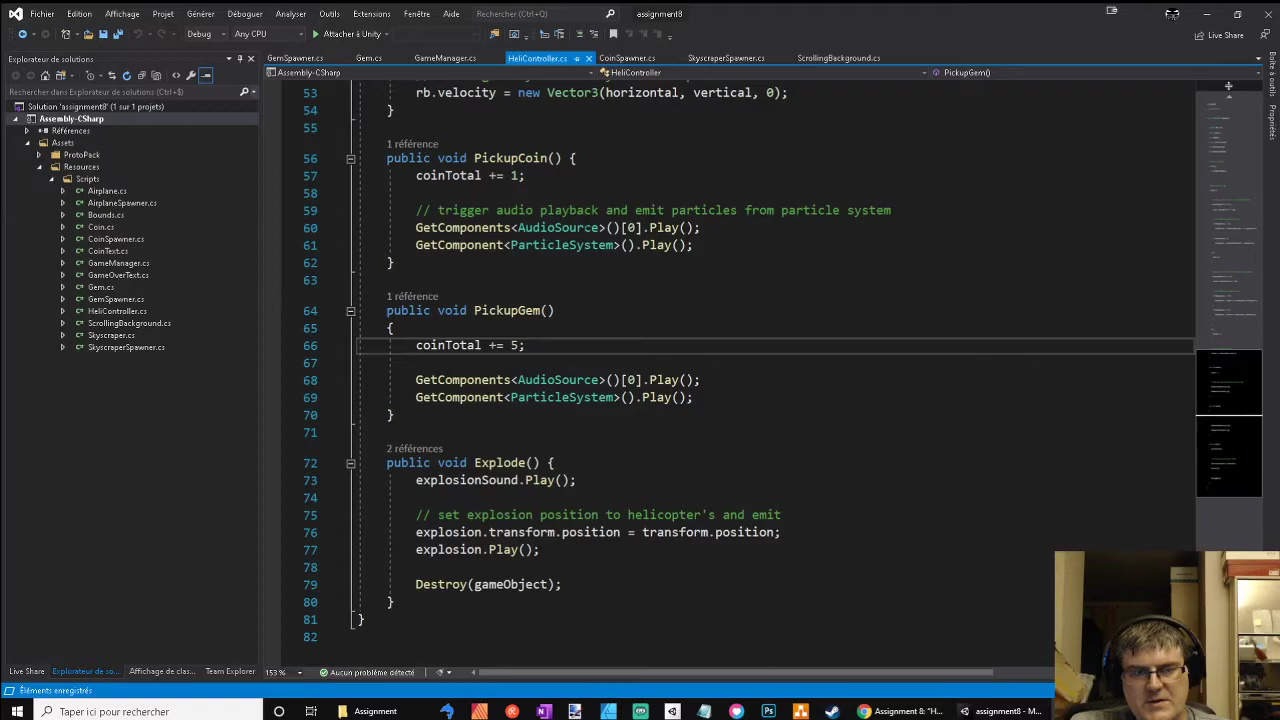 Fichier
Edition
Affichage
Git
Projet
Générer
Déboguer
Test
Analyser
Outils
Extensions
Fenêtre
Aide
Rechercher (Ctrl+Q)
assignment8
Debug
Any CPU
Attacher à Unity
Live Share
Explorateur de solutions
GemSpawner.cs
Gem.cs
GameManager.cs
HeliController.cs
CoinSpawner.cs
SkyscraperSpawner.cs
ScrollingBackground.cs
Assembly-CSharp
HeliController
PickupGem()
Rechercher dans Explorateur de solutions
Solution 'assignment8' (1 sur 1 projets)
Assembly-CSharp
Références
Assets
ProtoPack
Resources
Scripts
Airplane.cs
AirplaneSpawner.cs
Bounds.cs
Coin.cs
CoinSpawner.cs
CoinText.cs
GameManager.cs
GameOverText.cs
Gem.cs
GemSpawner.cs
HeliController.cs
ScrollingBackground.cs
Skyscraper.cs
SkyscraperSpawner.cs
53 rb.velocity = new Vector3(horizontal, vertical, 0);
54 }
55
1 référence
56 public void PickupCoin() {
57 coinTotal += 1;
58
59 // trigger audio playback and emit particles from particle system
60 GetComponents<AudioSource>()[0].Play();
61 GetComponent<ParticleSystem>().Play();
62 }
63
1 référence
64 public void PickupGem()
65 {
66 coinTotal += 5;
68 GetComponents<AudioSource>()[0].Play();
69 GetComponent<ParticleSystem>().Play();
70 }
71
2 références
72 public void Explode() {
73 explosionSound.Play();
74
75 // set explosion position to helicopter's and emit
76 explosion.transform.position = transform.position;
77 explosion.Play();
78
79 Destroy(gameObject);
80 }
81 }
82
Boîte à outils
Propriétés
Live Share
Explorateur de so...
Affichage de clas...
Team Explorer
153 %
Aucun problème détecté
Éléments enregistrés
Taper ici pour rechercher
Assignment
Assignment 8: "H...
assignment8 - M...